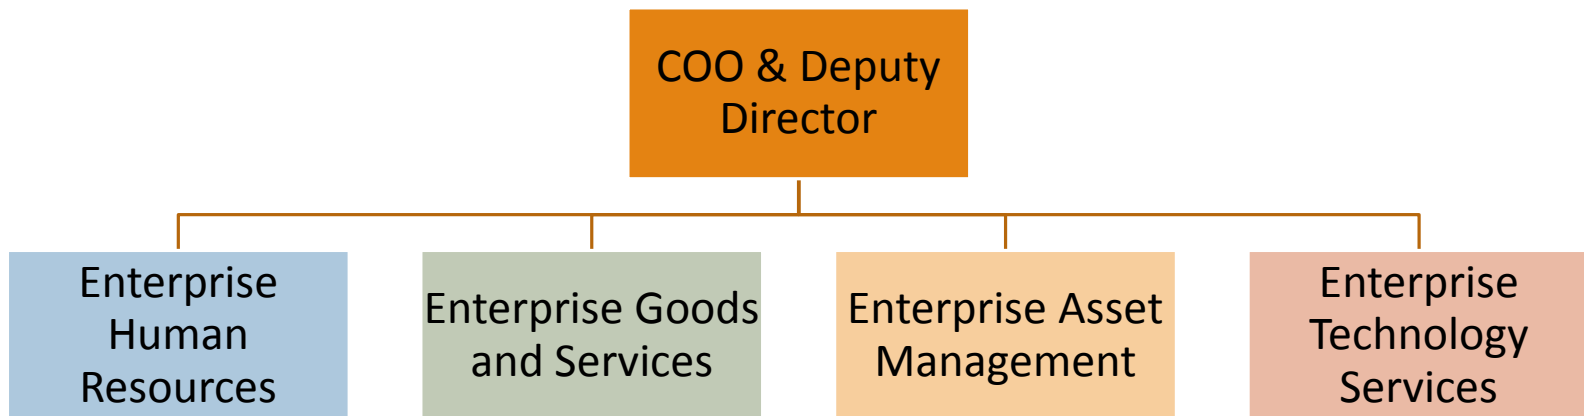 COO & Deputy
Director
Enterprise
Human
Resources
Enterprise Goods
and Services
Enterprise Asset
Management
Enterprise
Technology
Services